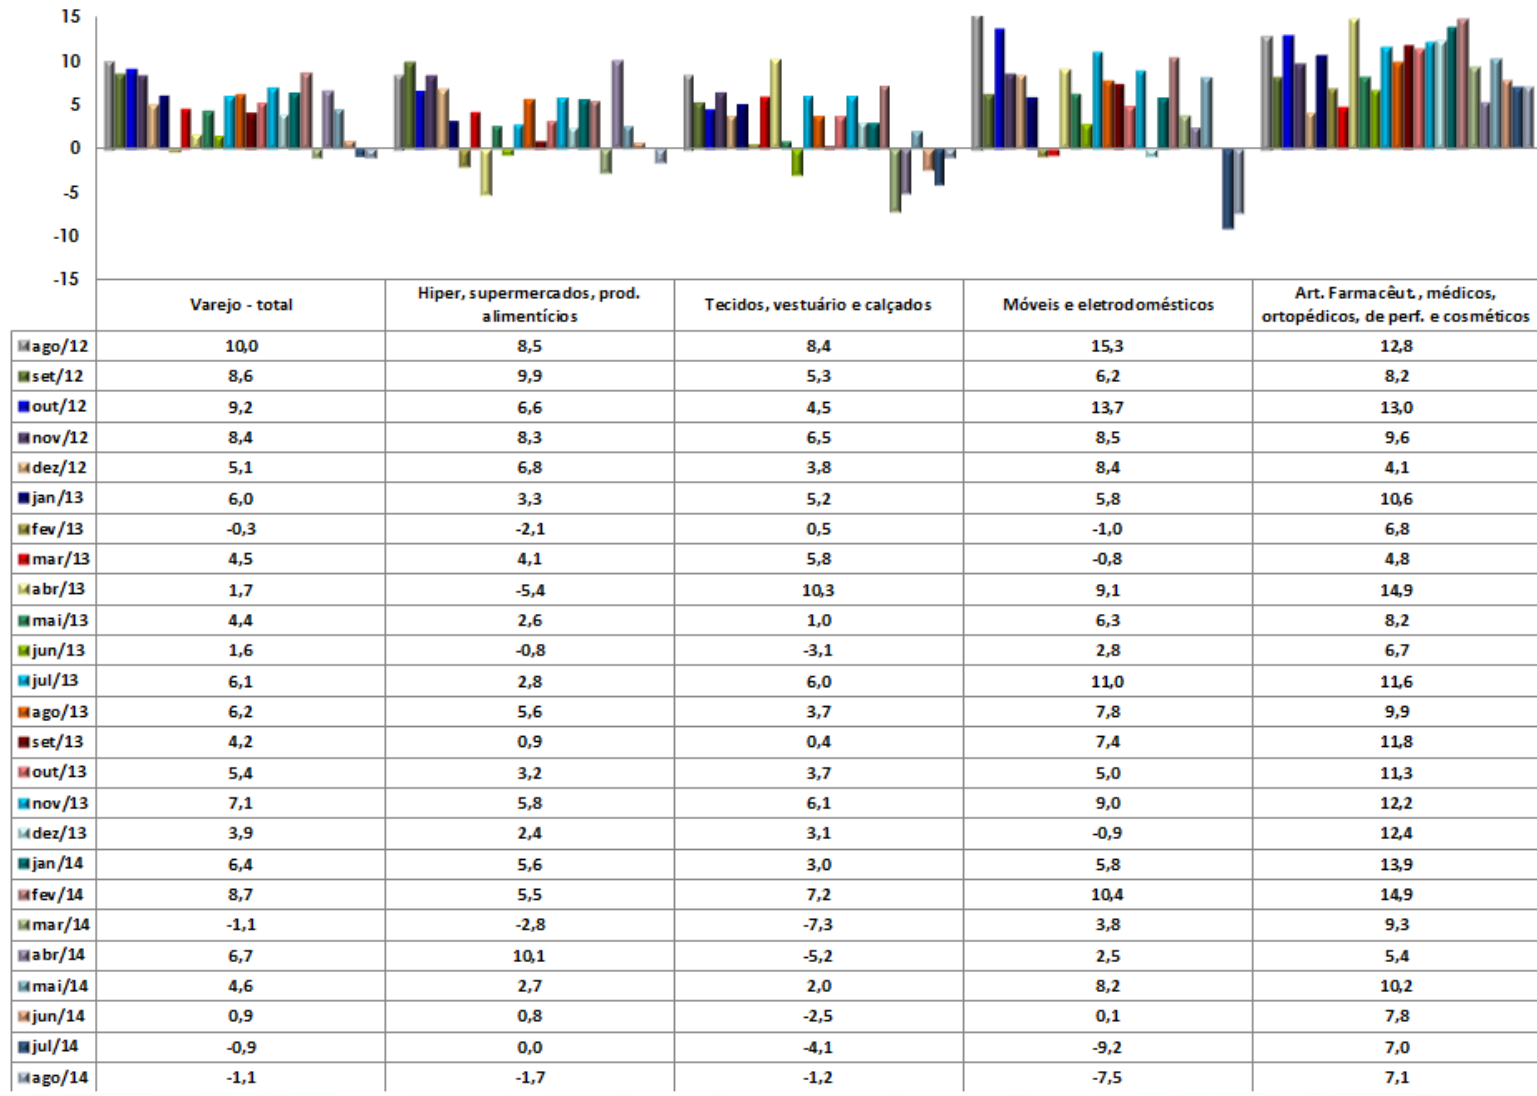 15
10
5
0
-5
-10
-15
Varejo - total
Hiper, supermercados, prod.
alimentícios
Tecidos, vestuário e calçados
Móveis e eletrodomésticos
Art. Farmacêut., médicos,
ortopédicos, de perf. e cosméticos
ago/12 10,0 8,5 8,4 15,3 12,8
set/12 8,6 9,9 5,3 6,2 8,2
out/12 9,2 6,6 4,5 13,7 13,0
nov/12 8,4 8,3 6,5 8,5 9,6
dez/12 5,1 6,8 3,8 8,4 4,1
jan/13 6,0 3,3 5,2 5,8 10,6
fev/13 -0,3 -2,1 0,5 -1,0 6,8
mar/13 4,5 4,1 5,8 -0,8 4,8
abr/13 1,7 -5,4 10,3 9,1 14,9
mai/13 4,4 2,6 1,0 6,3 8,2
jun/13 1,6 -0,8 -3,1 2,8 6,7
jul/13 6,1 2,8 6,0 11,0 11,6
ago/13 6,2 5,6 3,7 7,8 9,9
set/13 4,2 0,9 0,4 7,4 11,8
out/13 5,4 3,2 3,7 5,0 11,3
nov/13 7,1 5,8 6,1 9,0 12,2
dez/13 3,9 2,4 3,1 -0,9 12,4
jan/14 6,4 5,6 3,0 5,8 13,9
fev/14 8,7 5,5 7,2 10,4 14,9
mar/14 -1,1 -2,8 -7,3 3,8 9,3
abr/14 6,7 10,1 -5,2 2,5 5,4
mai/14 4,6 2,7 2,0 8,2 10,2
jun/14 0,9 0,8 -2,5 0,1 7,8
jul/14 -0,9 0,0 -4,1 -9,2 7,0
ago/14 -1,1 -1,7 -1,2 -7,5 7,1